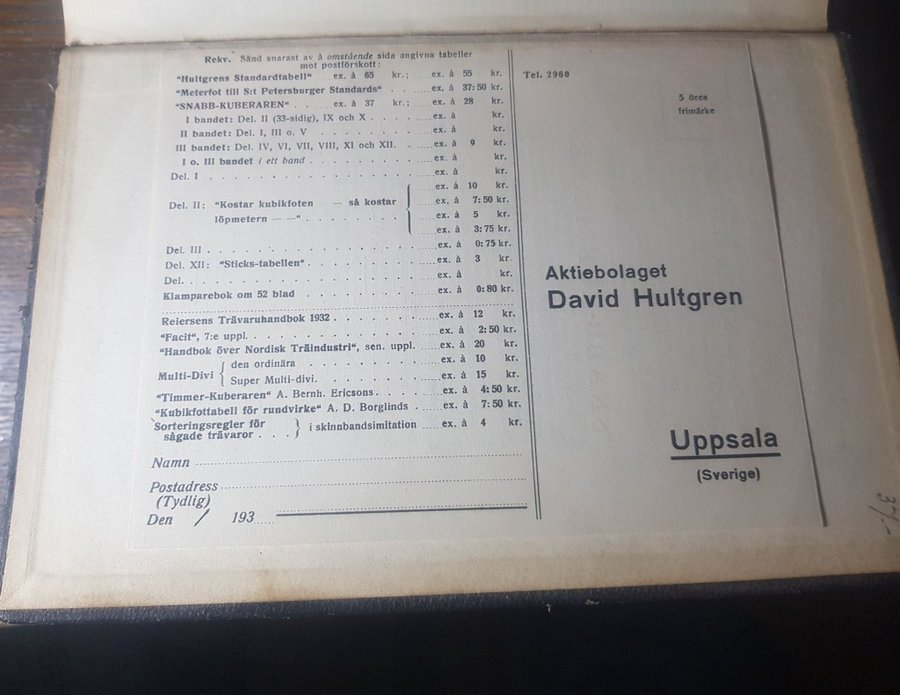 Rekv. Sänd snarast av å omstående sida angivna tabeller
mot postförskott:
"Hultgrens Standardtabell" ex. à 65 kr.; ex. à 55 kr.
"Meterfot till S:t Petersburger Standards" . . ex. à 37:50 kr.
"SNABB-KUBERAREN" . . ex. à 37 kr.; ex. à 28 kr.
I bandet: Del. II (33-sidig), IX och X . . . . ex. à kr.
II bandet: Del. I, III o. V . . . . ex. à kr.
III bandet: Del. IV, VI, VII, VIII, XI och XII. . . ex. à 9 kr.
I o. III bandet i ett band . . . . ex. à kr.
Del. I . . . . ex. à kr.
ex. à 10 kr.
Del. II: "Kostar kubikfoten — så kostar ex. à 7:50 kr.
löpmetern — —" . . . . ex. à 5 kr.
ex. à 3:75 kr.
Del. III . . . . ex. à 0:75 kr.
Del. XII: "Sticks-tabellen" . . . . ex. à 3 kr.
Del. . . . . ex. à kr.
Klamparebok om 52 blad . . . . ex. à 0:80 kr.
Reiersens Trävaruhandbok 1932 . . . . ex. à 12 kr.
"Facit", 7:e uppl. . . . . ex. à 2:50 kr.
"Handbok över Nordisk Träindustri", sen. uppl. . . ex. à 20 kr.
Multi-Divi { den ordinära . . . . ex. à 10 kr.
Super Multi-divi. . . . . ex. à 15 kr.
"Timmer-Kuberaren" A. Bernh. Ericsons . . . . ex. à 4:50 kr.
"Kubikfottabell för rundvirke" A. D. Borglinds . . ex. à 7:50 kr.
Sorteringsregler för
sågade trävaror . . . } i skinnbandsimitation . . ex. à 4 kr.
Namn
Postadress
(Tydlig)
Den / 193
Tel. 2960
5 öres
frimärke
Aktiebolaget
David Hultgren
Uppsala
(Sverige)